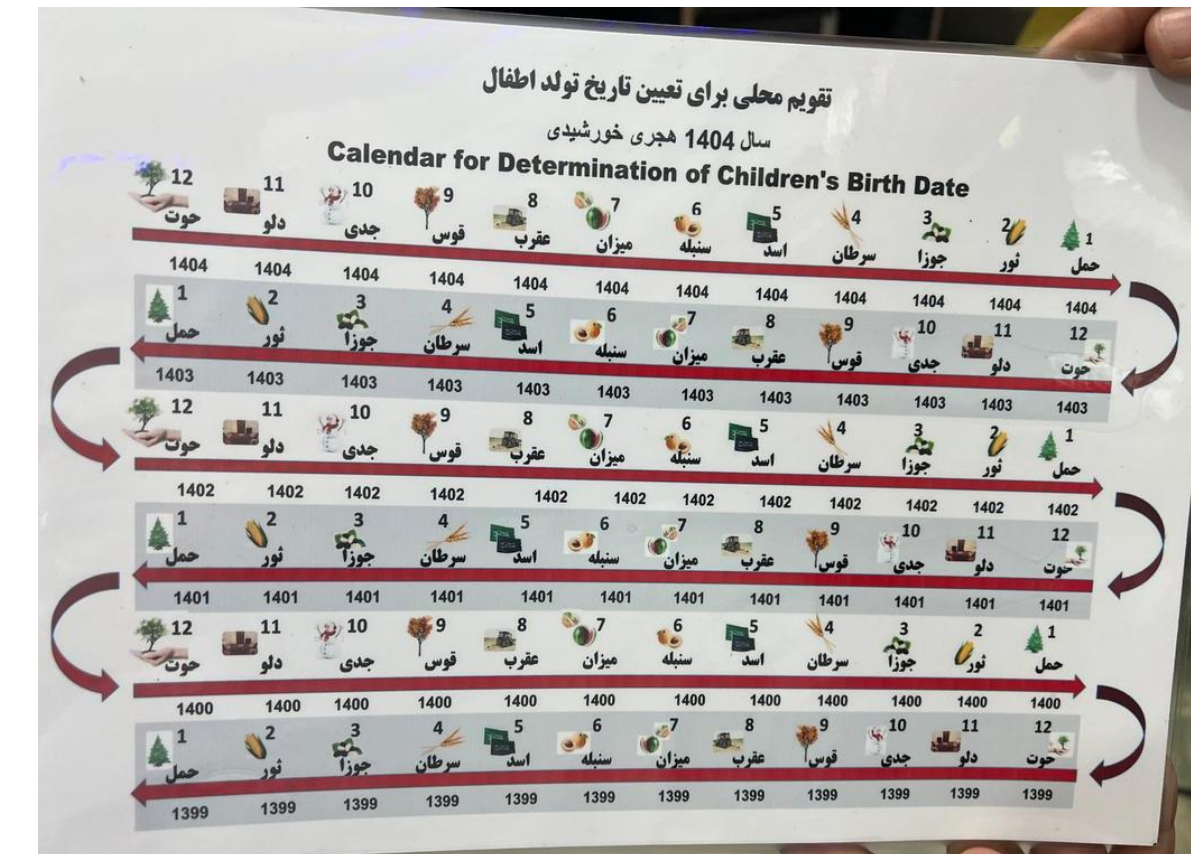 تقویم محلی برای تعیین تاریخ تولد اطفال
سال 1404 هجری خورشیدی
Calendar for Determination of Children's Birth Date
12 11 10 9 8 7 6 5 4 3 2 1
حوت دلو جدی قوس عقرب میزان سنبله اسد سرطان جوزا ثور حمل
1404 1404 1404 1404 1404 1404 1404 1404 1404 1404 1404 1404
1 2 3 4 5 6 7 8 9 10 11 12
حمل ثور جوزا سرطان اسد سنبله میزان عقرب قوس جدی دلو حوت
1403 1403 1403 1403 1403 1403 1403 1403 1403 1403 1403 1403
12 11 10 9 8 7 6 5 4 3 2 1
حوت دلو جدی قوس عقرب میزان سنبله اسد سرطان جوزا ثور حمل
1402 1402 1402 1402 1402 1402 1402 1402 1402 1402 1402 1402
1 2 3 4 5 6 7 8 9 10 11 12
حمل ثور جوزا سرطان اسد سنبله میزان عقرب قوس جدی دلو حوت
1401 1401 1401 1401 1401 1401 1401 1401 1401 1401 1401 1401
12 11 10 9 8 7 6 5 4 3 2 1
حوت دلو جدی قوس عقرب میزان سنبله اسد سرطان جوزا ثور حمل
1400 1400 1400 1400 1400 1400 1400 1400 1400 1400 1400 1400
1 2 3 4 5 6 7 8 9 10 11 12
حمل ثور جوزا سرطان اسد سنبله میزان عقرب قوس جدی دلو حوت
1399 1399 1399 1399 1399 1399 1399 1399 1399 1399 1399 1399